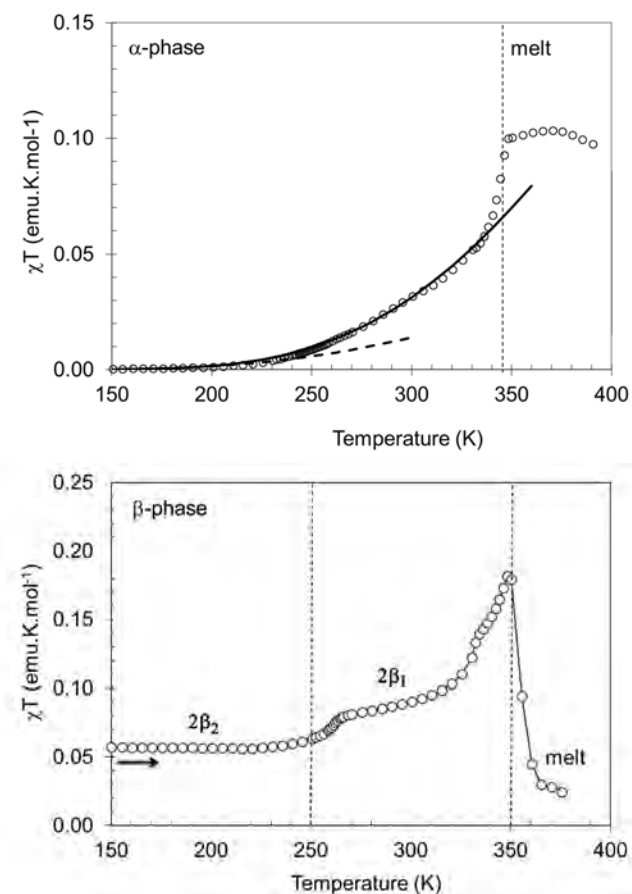 0.15
α-phase
melt
0.10
χT (emu.K.mol-1)
0.05
0.00
150 200 250 300 350 400
Temperature (K)
0.25
β-phase
0.20
0.15
χT (emu.K.mol-1)
2β1
0.10
2β2
0.05
melt
0.00
150 200 250 300 350 400
Temperature (K)